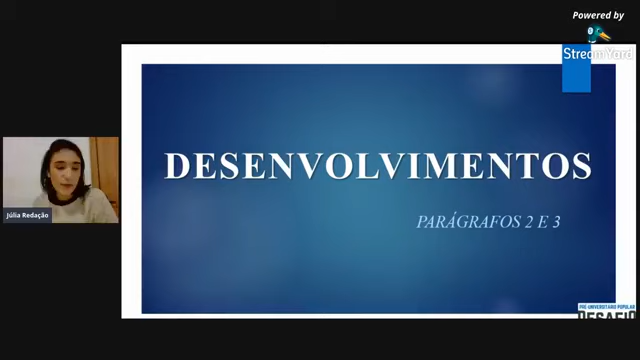 Powered by
StreamYard
DESENVOLVIMENTOS
PARÁGRAFOS 2 E 3
Júlia Redação
PRÉ-UNIVERSITÁRIO POPULAR
DESAFIO